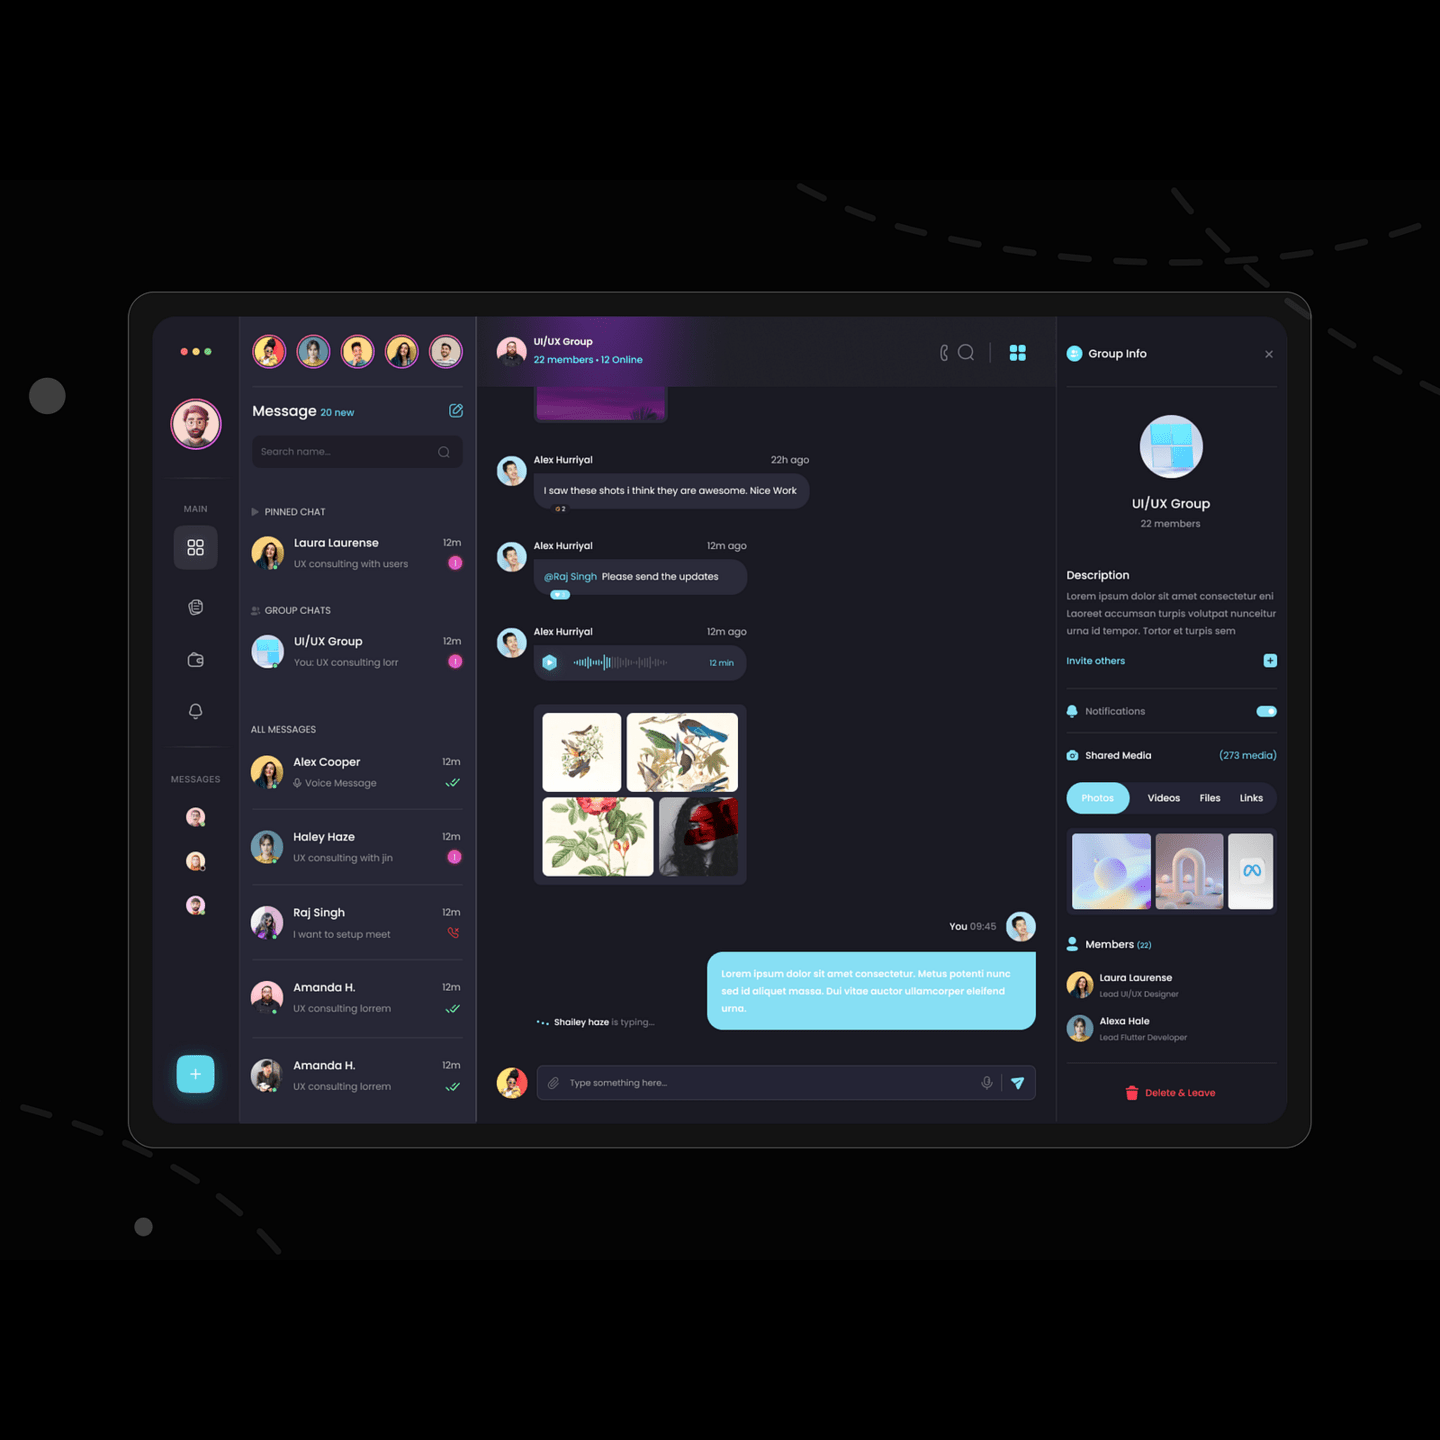 MAIN
MESSAGES
Message 20 new
Search name...
PINNED CHAT
Laura Laurense 12m
UX consulting with users
GROUP CHATS
UI/UX Group 12m
You: UX consulting lorr
ALL MESSAGES
Alex Cooper 12m
Voice Message
Haley Haze 12m
UX consulting with jin
Raj Singh 12m
I want to setup meet
Amanda H. 12m
UX consulting lorrem
Amanda H. 12m
UX consulting lorrem
UI/UX Group
22 members • 12 Online
Alex Hurriyal 22h ago
I saw these shots i think they are awesome. Nice Work
2
Alex Hurriyal 12m ago
@Raj Singh Please send the updates
Alex Hurriyal 12m ago
12 min
You 09:45
Lorem ipsum dolor sit amet consectetur. Metus potenti nunc
sed id aliquet massa. Dui vitae auctor ullamcorper eleifend
urna.
Shailey haze is typing...
Type something here...
Group Info
UI/UX Group
22 members
Description
Lorem ipsum dolor sit amet consectetur eni
Laoreet accumsan turpis volutpat nunceitur
urna id tempor. Tortor et turpis sem
Invite others
Notifications
Shared Media (273 media)
Photos Videos Files Links
Members (22)
Laura Laurense
Lead UI/UX Designer
Alexa Hale
Lead Flutter Developer
Delete & Leave